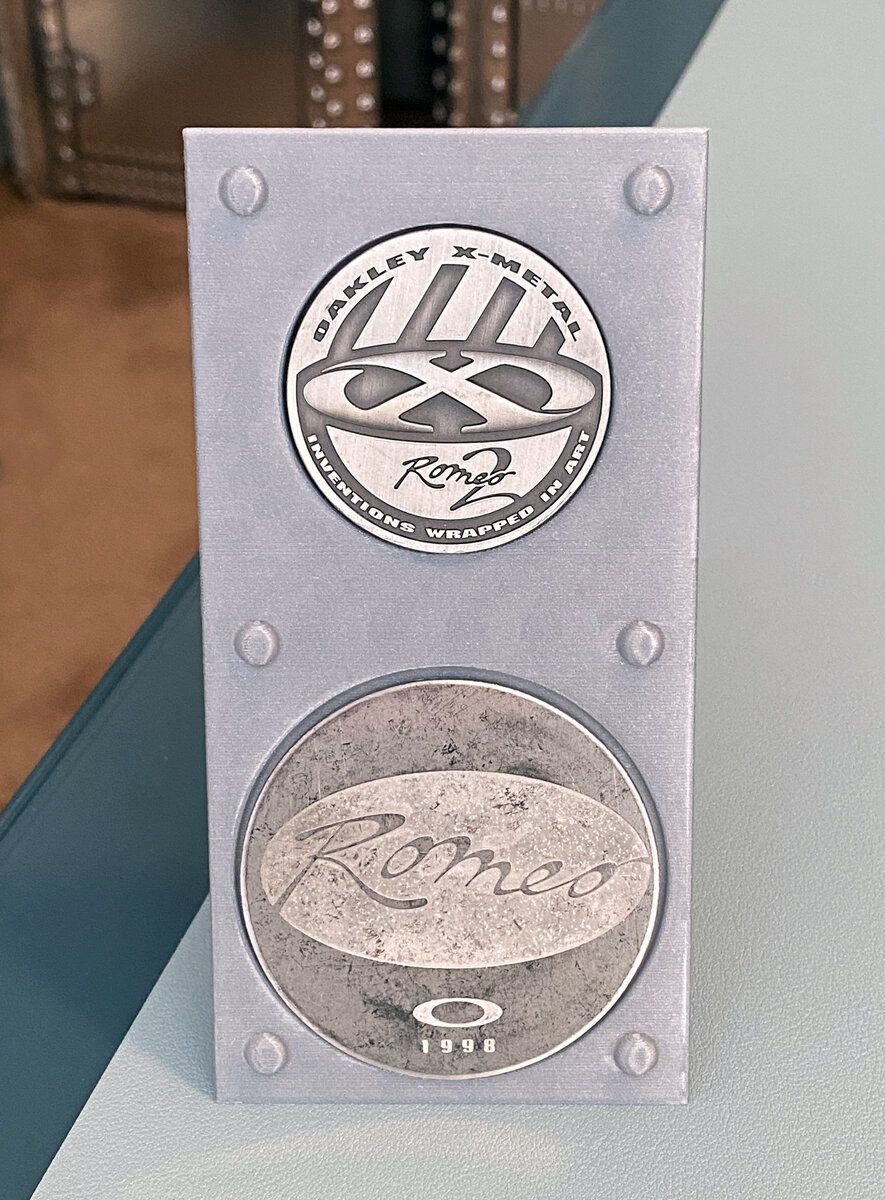 OAKLEY X-METAL
Romeo 2
INVENTIONS WRAPPED IN ART
Romeo
1998